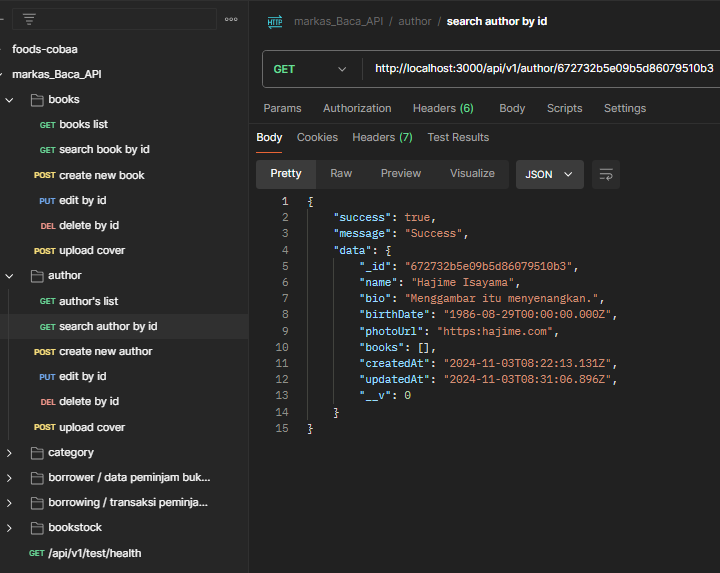 foods-cobaa
markas_Baca_API
books
GET books list
GET search book by id
POST create new book
PUT edit by id
DEL delete by id
POST upload cover
author
GET author's list
GET search author by id
POST create new author
PUT edit by id
DEL delete by id
POST upload cover
category
borrower / data peminjam buk...
borrowing / transaksi peminja...
bookstock
GET /api/v1/test/health
HTTP markas_Baca_API / author / search author by id
GET http://localhost:3000/api/v1/author/672732b5e09b5d86079510b3
Params Authorization Headers (6) Body Scripts Settings
Body Cookies Headers (7) Test Results
Pretty Raw Preview Visualize JSON
1 {
2 "success": true,
3 "message": "Success",
4 "data": {
5 "_id": "672732b5e09b5d86079510b3",
6 "name": "Hajime Isayama",
7 "bio": "Menggambar itu menyenangkan.",
8 "birthDate": "1986-08-29T00:00:00.000Z",
9 "photoUrl": "https:hajime.com",
10 "books": [],
11 "createdAt": "2024-11-03T08:22:13.131Z",
12 "updatedAt": "2024-11-03T08:31:06.896Z",
13 "__v": 0
14 }
15 }